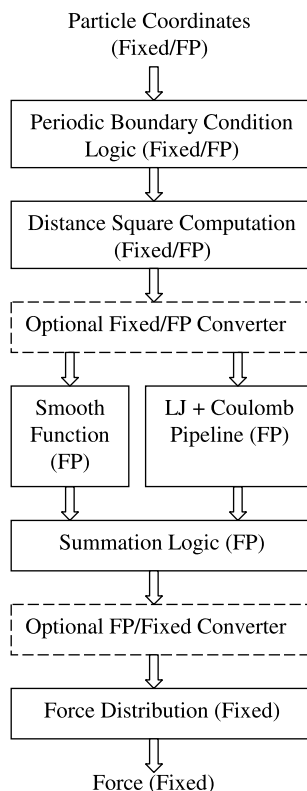 Particle Coordinates
(Fixed/FP)
Periodic Boundary Condition
Logic (Fixed/FP)
Distance Square Computation
(Fixed/FP)
Optional Fixed/FP Converter
Smooth
Function
(FP)
LJ + Coulomb
Pipeline (FP)
Summation Logic (FP)
Optional FP/Fixed Converter
Force Distribution (Fixed)
Force (Fixed)